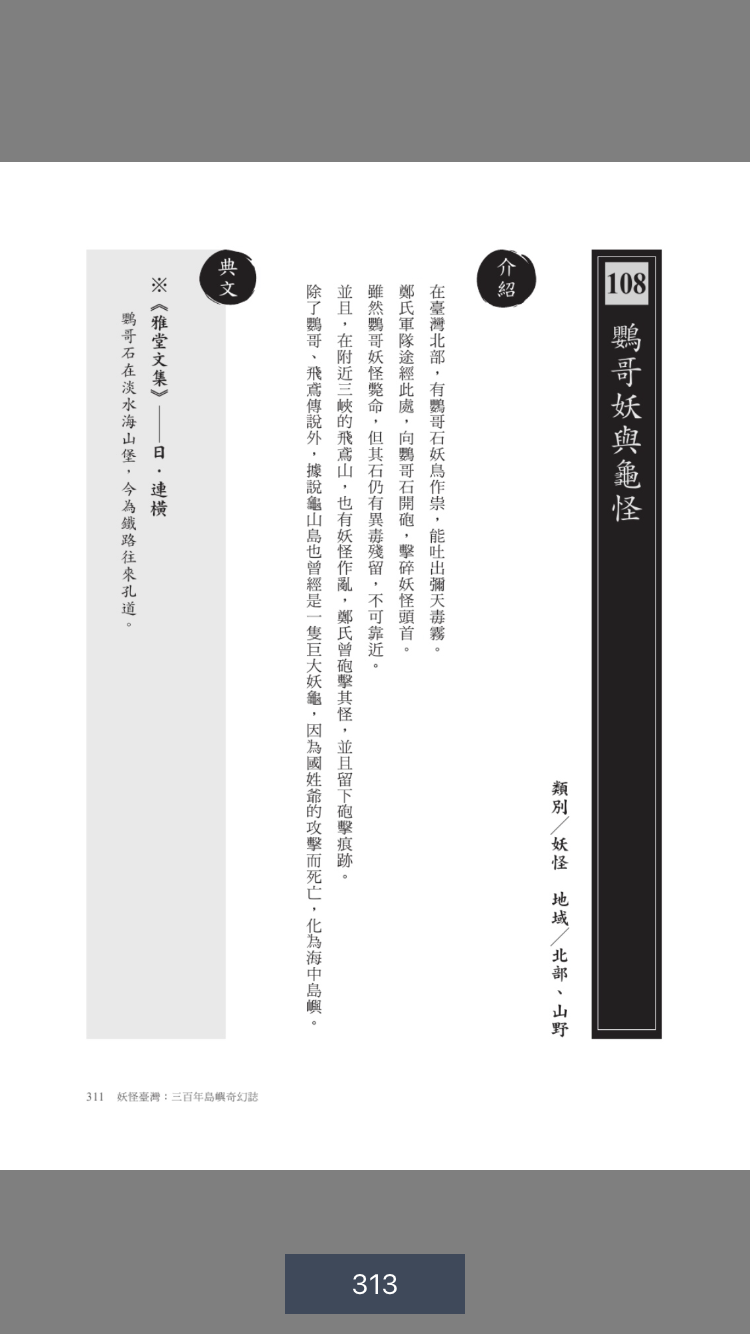 108
鸚哥妖與龜怪
類別／妖怪　地域／北部、山野
介紹
在臺灣北部，有鸚哥石妖鳥作祟，能吐出彌天毒霧。
鄭氏軍隊途經此處，向鸚哥石開砲，擊碎妖怪頭首。
雖然鸚哥妖怪斃命，但其石仍有異毒殘留，不可靠近。
並且，在附近三峽的飛鳶山，也有妖怪作亂，鄭氏曾砲擊其怪，並且留下砲擊痕跡。
除了鸚哥、飛鳶傳說外，據說龜山島也曾經是一隻巨大妖龜，因為國姓爺的攻擊而死亡，化為海中島嶼。
典文
※《雅堂文集》——日．連橫
鸚哥石在淡水海山堡，今為鐵路往來孔道。
311　妖怪臺灣：三百年島嶼奇幻誌
313